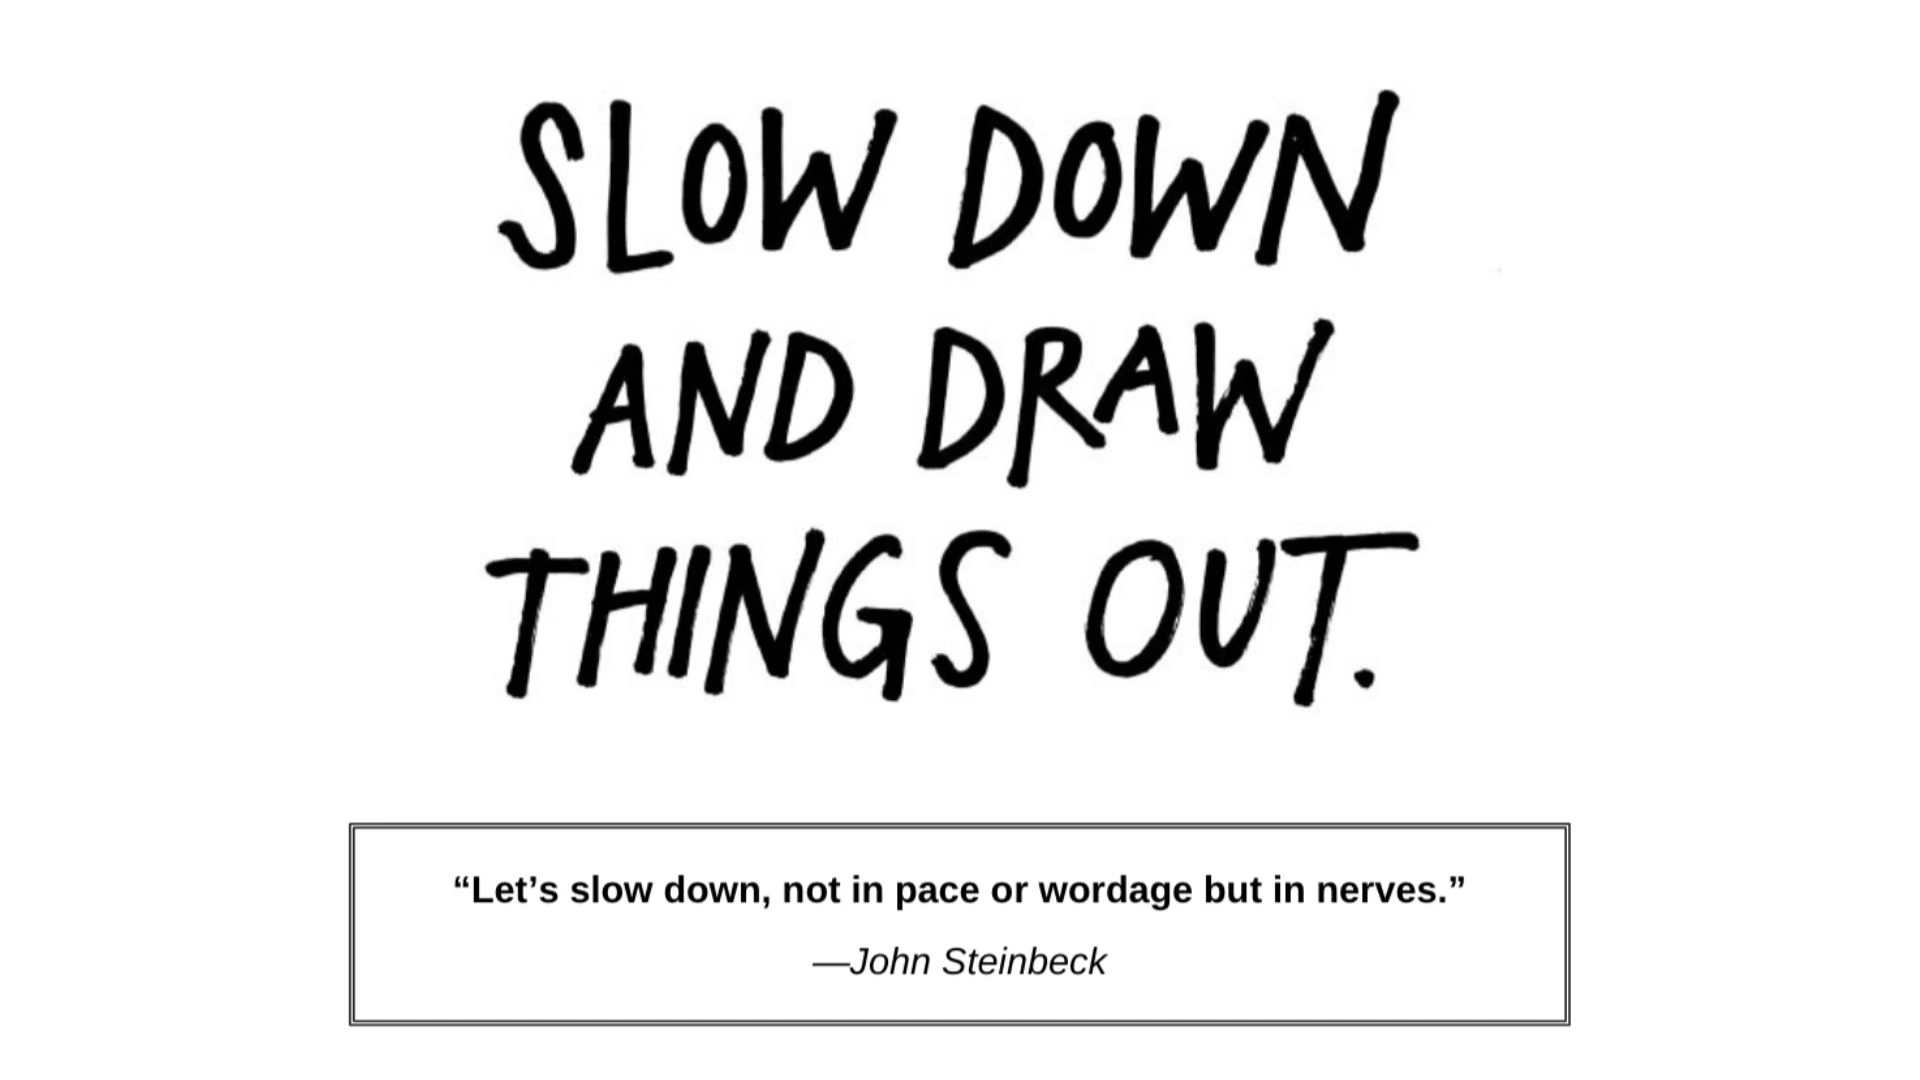 SLOW DOWN
AND DRAW
THINGS OUT.
“Let’s slow down, not in pace or wordage but in nerves.”
—John Steinbeck